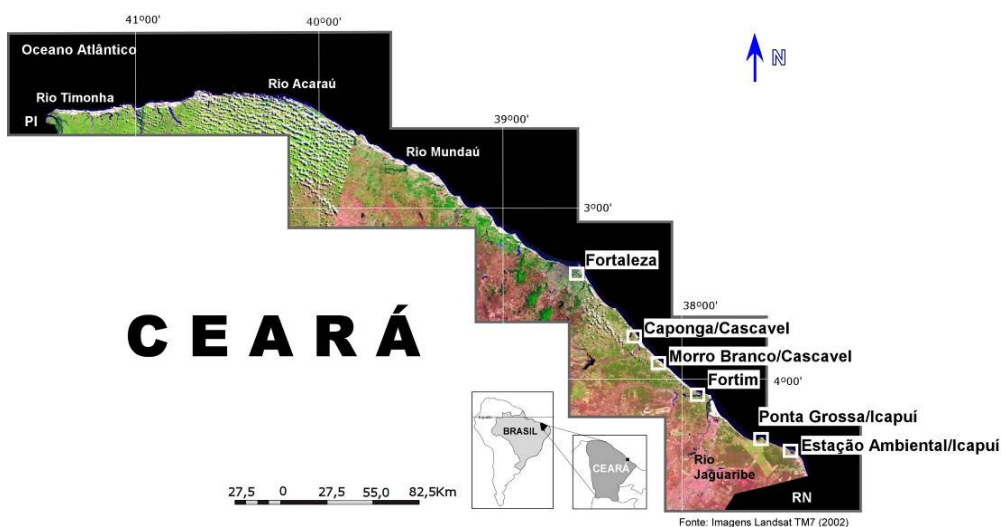 41º00'
40º00'
Oceano Atlântico
Rio Acaraú
Rio Timonha
PI
39º00'
Rio Mundaú
N
3º00'
Fortaleza
38º00'
CEARÁ
Caponga/Cascavel
Morro Branco/Cascavel
4º00'
Fortim
Ponta Grossa/Icapuí
BRASIL
Estação Ambiental/Icapuí
CEARÁ
Rio
Jaguaribe
27,5 0 27,5 55,0 82,5Km
RN
Fonte: Imagens Landsat TM7 (2002)